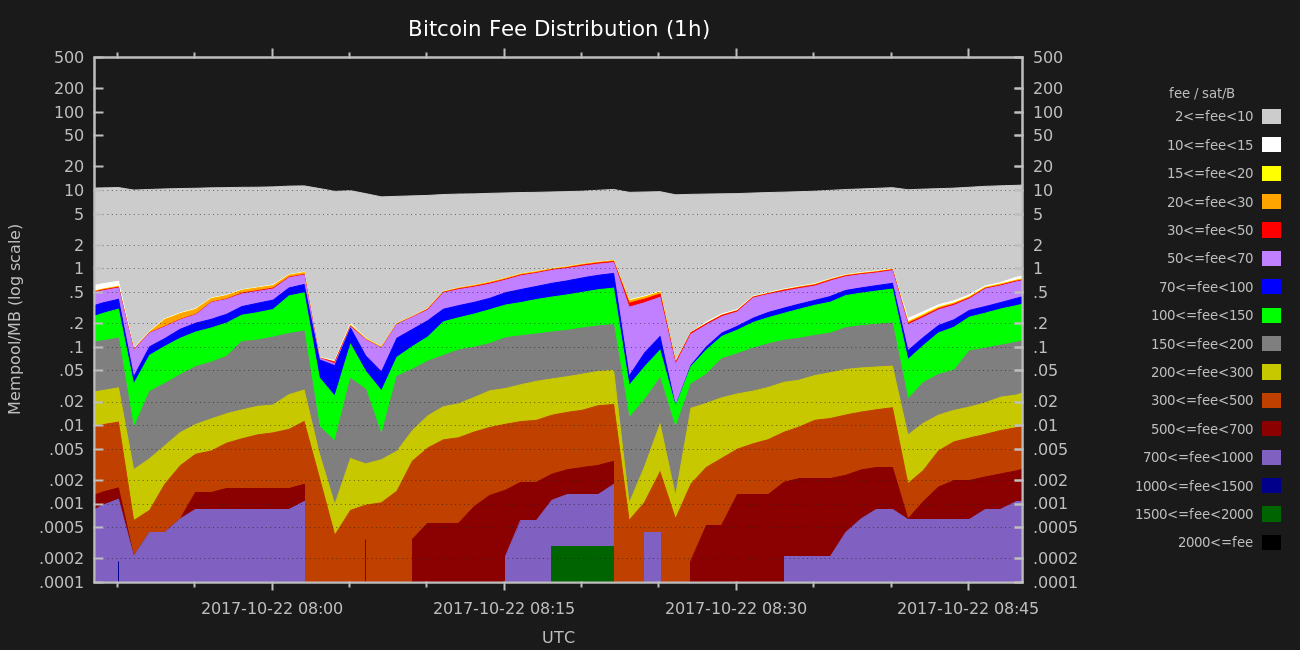 Bitcoin Fee Distribution (1h)
Mempool/MB (log scale)
500
200
100
50
20
10
5
2
1
.5
.2
.1
.05
.02
.01
.005
.002
.001
.0005
.0002
.0001
500
200
100
50
20
10
5
2
1
.5
.2
.1
.05
.02
.01
.005
.002
.001
.0005
.0002
.0001
2017-10-22 08:00 2017-10-22 08:15 2017-10-22 08:30 2017-10-22 08:45
UTC
fee / sat/B
2<=fee<10
10<=fee<15
15<=fee<20
20<=fee<30
30<=fee<50
50<=fee<70
70<=fee<100
100<=fee<150
150<=fee<200
200<=fee<300
300<=fee<500
500<=fee<700
700<=fee<1000
1000<=fee<1500
1500<=fee<2000
2000<=fee